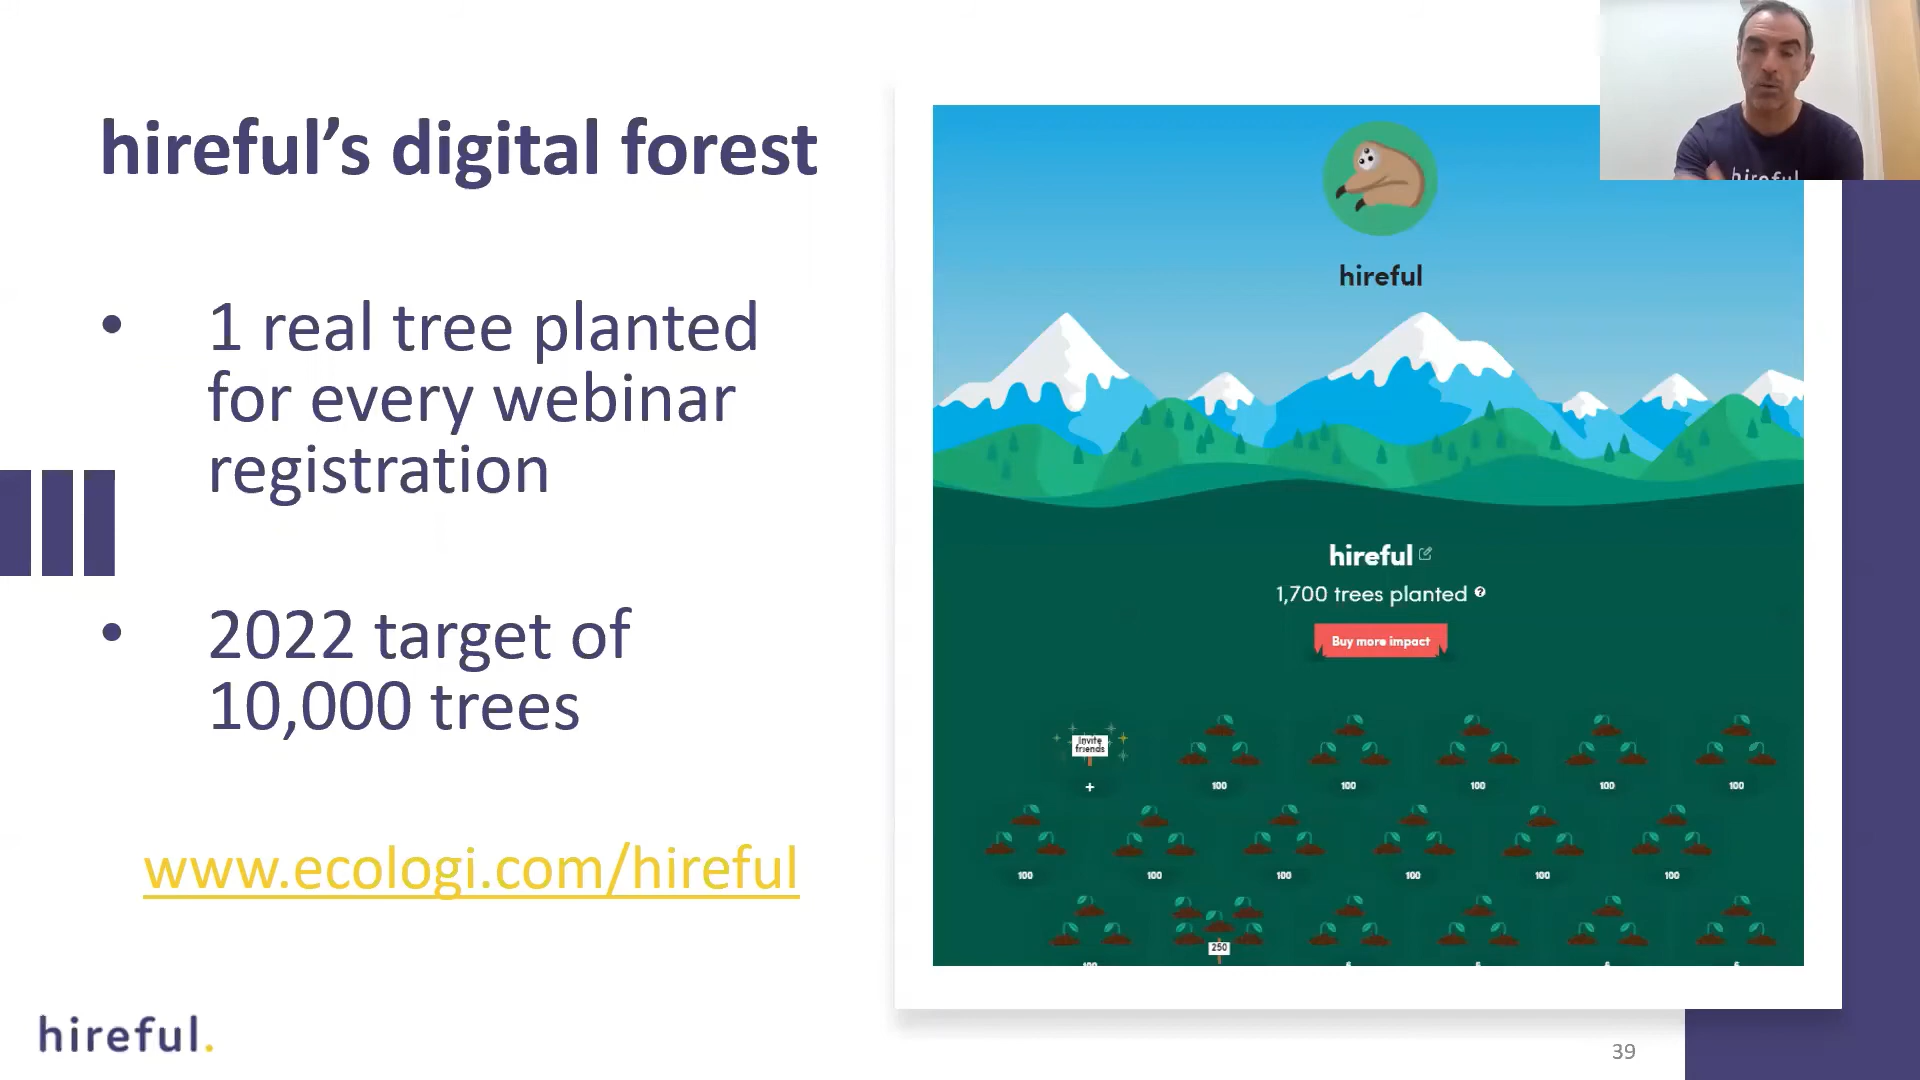 hireful’s digital forest
• 1 real tree planted
for every webinar
registration
• 2022 target of
10,000 trees
www.ecologi.com/hireful
hireful.
hireful
hireful
1,700 trees planted ?
Buy more impact
invite
friends
+
100
100
100
100
100
100
100
100
100
100
100
250
39
hireful